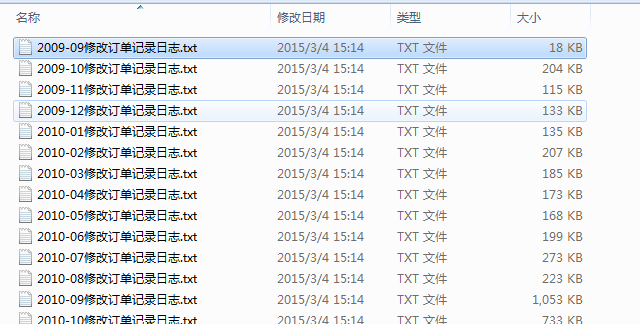 名称 修改日期 类型 大小
2009-09修改订单记录日志.txt 2015/3/4 15:14 TXT 文件 18 KB
2009-10修改订单记录日志.txt 2015/3/4 15:14 TXT 文件 204 KB
2009-11修改订单记录日志.txt 2015/3/4 15:14 TXT 文件 115 KB
2009-12修改订单记录日志.txt 2015/3/4 15:14 TXT 文件 133 KB
2010-01修改订单记录日志.txt 2015/3/4 15:14 TXT 文件 135 KB
2010-02修改订单记录日志.txt 2015/3/4 15:14 TXT 文件 207 KB
2010-03修改订单记录日志.txt 2015/3/4 15:14 TXT 文件 185 KB
2010-04修改订单记录日志.txt 2015/3/4 15:14 TXT 文件 173 KB
2010-05修改订单记录日志.txt 2015/3/4 15:14 TXT 文件 168 KB
2010-06修改订单记录日志.txt 2015/3/4 15:14 TXT 文件 199 KB
2010-07修改订单记录日志.txt 2015/3/4 15:14 TXT 文件 273 KB
2010-08修改订单记录日志.txt 2015/3/4 15:14 TXT 文件 223 KB
2010-09修改订单记录日志.txt 2015/3/4 15:14 TXT 文件 1,053 KB
2010-10修改订单记录日志.txt 2015/3/4 15:14 TXT 文件 733 KB